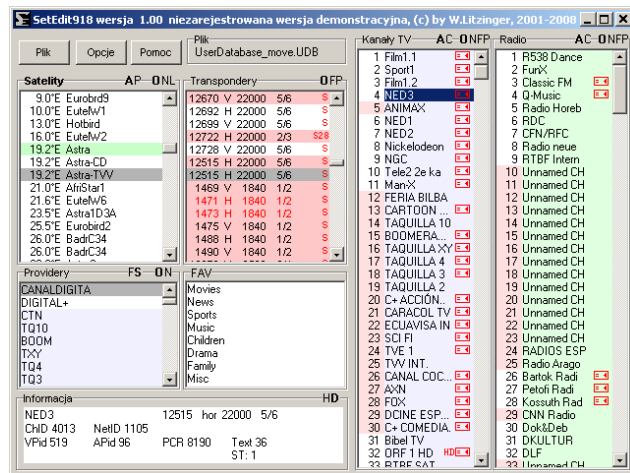 SetEdit918 wersja 1.00 niezarejestrowana wersja demonstracyjna, (c) by W.Litzinger, 2001-2008
Plik
Opcje
Pomoc
Plik
UserDatabase_move.UDB
Satelity AP ONL
9.0°E Eurobrd9
10.0°E EutelW1
13.0°E Hotbird
16.0°E EutelW2
19.2°E Astra
19.2°E Astra-CD
19.2°E Astra-TVV
21.0°E AfriStar1
21.6°E EutelW6
23.5°E Astra1D3A
25.5°E Eurobird2
26.0°E BadrC34
26.0°E BadrC34
Transpondery OFP
12670 V 22000 5/6 S
12692 H 22000 5/6 S
12699 V 22000 5/6 S
12722 H 22000 2/3 S28
12728 V 22000 5/6 S
12515 H 22000 5/6 S
12515 H 22000 5/6 S
1469 V 1840 1/2 S
1471 H 1840 1/2 S
1473 H 1840 1/2 S
1475 V 1840 1/2 S
1488 H 1840 1/2 S
1490 V 1840 1/2 S
Providery FS ON
CANALDIGITA
DIGITAL+
CTN
TQ10
BOOM
TXY
TQ4
TQ3
FAV
Movies
News
Sports
Music
Children
Drama
Family
Misc
Informacja HD
NED3 12515 hor 22000 5/6
ChID 4013 NetID 1105
VPid 519 APid 96 PCR 8190 Text 36
ST: 1
Kanały TV AC ONFP
1 Film1.1
2 Sport1
3 Film1.2
4 NED3
5 ANIMAX
6 NED1
7 NED2
8 Nickelodeon
9 NGC
10 Tele2 2e ka
11 Man-X
12 FERIA BILBA
13 CARTOON ...
14 TAQUILLA 10
15 BOOMERA...
16 TAQUILLA XY
17 TAQUILLA 4
18 TAQUILLA 3
19 TAQUILLA 2
20 C+ ACCIÓN..
21 CARACOL TV
22 ECUAVISA IN
23 SCI FI
24 TVE 1
25 TVV INT.
26 CANAL COC...
27 AXN
28 FOX
29 DCINE ESP...
30 C+ COMEDIA.
31 Bibel TV
32 ORF 1 HD HD
33 RTBF SAT
Radio AC ONFP
1 R538 Dance
2 FunX
3 Classic FM
4 Q-Music
5 Radio Horeb
6 RDC
7 CFN/RFC
8 Radio neue
9 RTBF Intern
10 Unnamed CH
11 Unnamed CH
12 Unnamed CH
13 Unnamed CH
14 Unnamed CH
15 Unnamed CH
16 Unnamed CH
17 Unnamed CH
18 Unnamed CH
19 Unnamed CH
20 Unnamed CH
21 Unnamed CH
22 Unnamed CH
23 Unnamed CH
24 RADIOS ESP
25 Radio Arago
26 Bartok Radi
27 Petofi Radi
28 Kossuth Rad
29 CNN Radio
30 Dok&Deb
31 DKULTUR
32 DLF
33 Unnamed CH